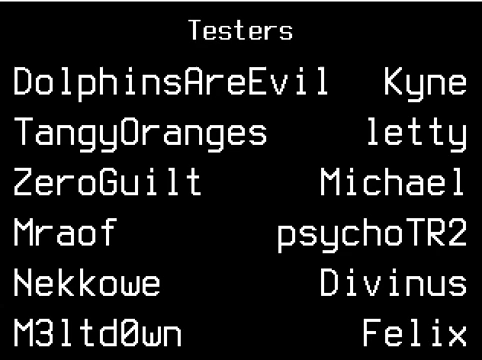 Testers
DolphinsAreEvil Kyne
TangyOranges letty
ZeroGuilt Michael
Mraof psychoTR2
Nekkowe Divinus
M3ltd0wn Felix